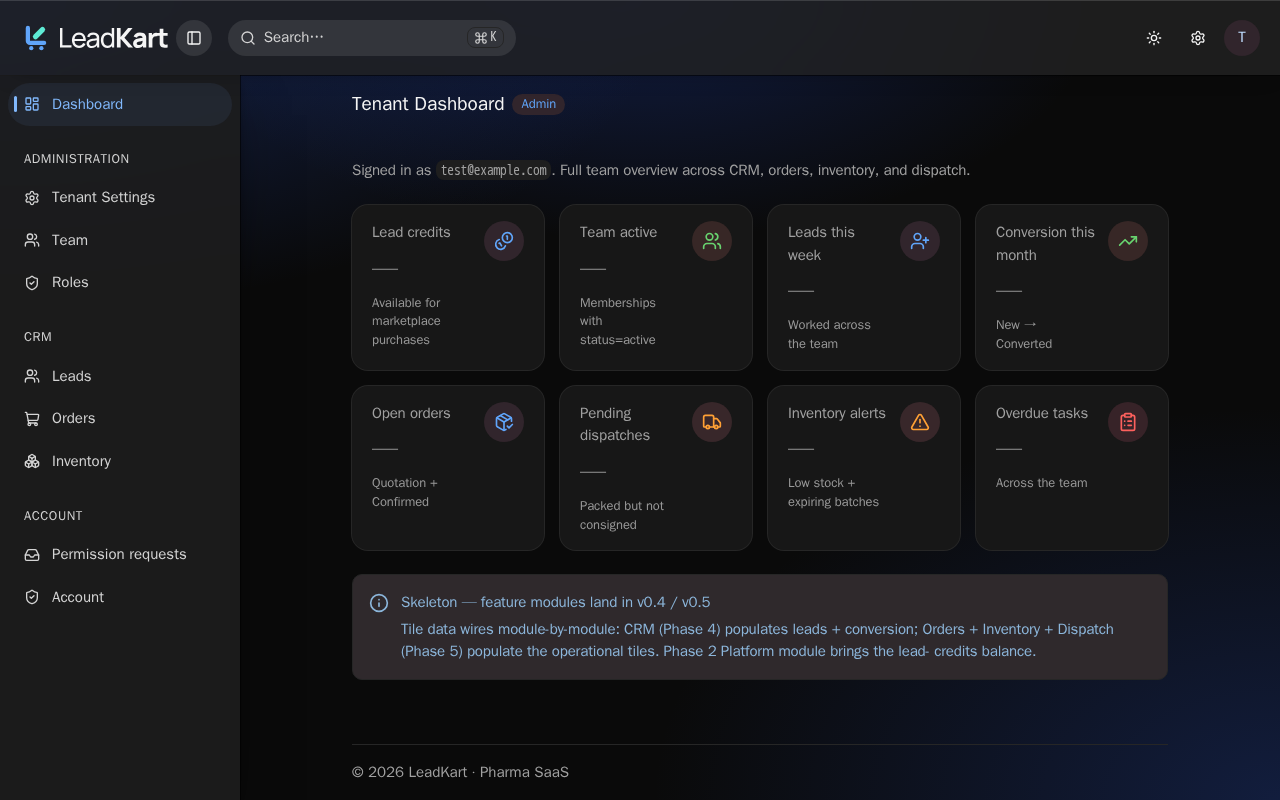 LeadKart
Search⋯
⌘K
T
Dashboard
ADMINISTRATION
Tenant Settings
Team
Roles
CRM
Leads
Orders
Inventory
ACCOUNT
Permission requests
Account
Tenant Dashboard Admin
Signed in as test@example.com. Full team overview across CRM, orders, inventory, and dispatch.
Lead credits
—
Available for
marketplace
purchases
Team active
—
Memberships
with
status=active
Leads this
week
—
Worked across
the team
Conversion this
month
—
New →
Converted
Open orders
—
Quotation +
Confirmed
Pending
dispatches
—
Packed but not
consigned
Inventory alerts
—
Low stock +
expiring batches
Overdue tasks
—
Across the team
Skeleton — feature modules land in v0.4 / v0.5
Tile data wires module-by-module: CRM (Phase 4) populates leads + conversion; Orders + Inventory + Dispatch
(Phase 5) populate the operational tiles. Phase 2 Platform module brings the lead- credits balance.
© 2026 LeadKart · Pharma SaaS